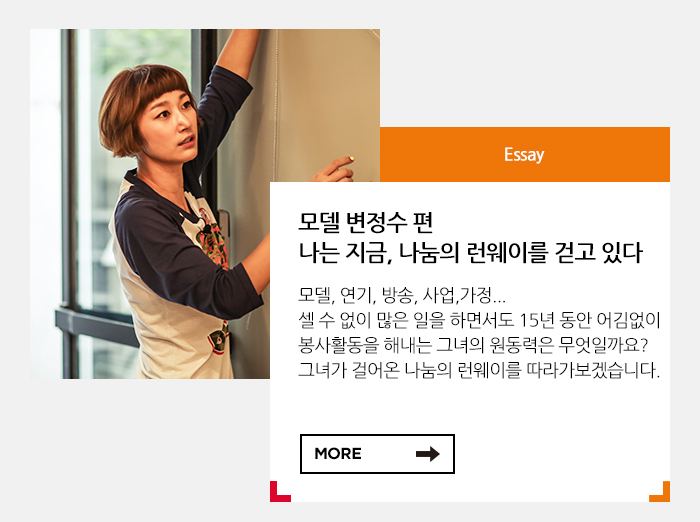 Essay
모델 변정수 편
나는 지금, 나눔의 런웨이를 걷고 있다
모델, 연기, 방송, 사업,가정...
셀 수 없이 많은 일을 하면서도 15년 동안 어김없이
봉사활동을 해내는 그녀의 원동력은 무엇일까요?
그녀가 걸어온 나눔의 런웨이를 따라가보겠습니다.
MORE